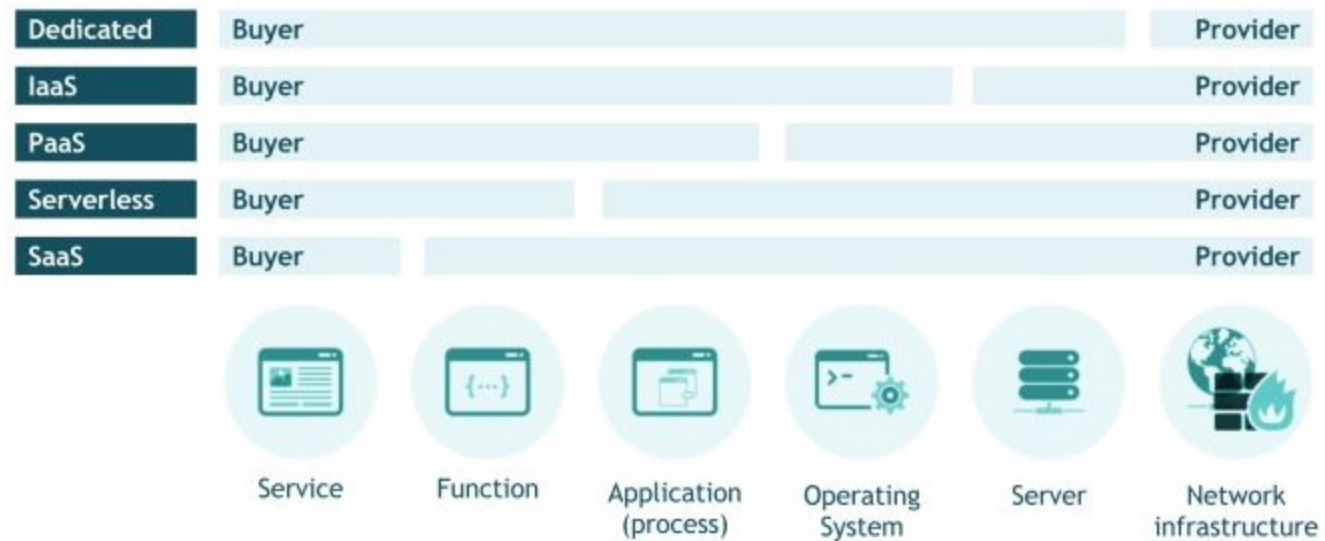 Dedicated Buyer Provider
IaaS Buyer Provider
PaaS Buyer Provider
Serverless Buyer Provider
SaaS Buyer Provider
{...}
>-
Service
Function
Application
(process)
Operating
System
Server
Network
infrastructure